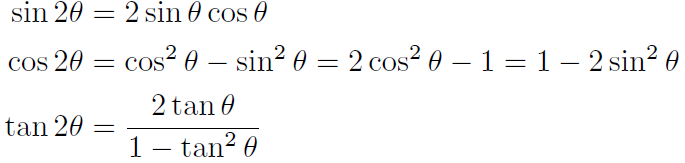 sin 2θ = 2 sin θ cos θ
cos 2θ = cos² θ − sin² θ = 2 cos² θ − 1 = 1 − 2 sin² θ
tan 2θ = 2 tan θ / 1 − tan² θ